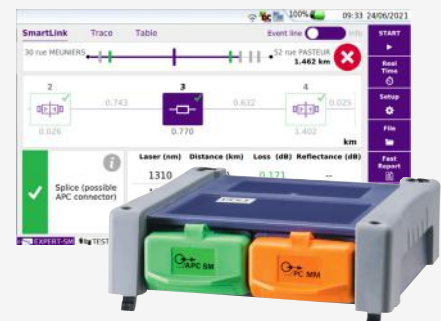 100% 09:33 24/06/2021
SmartLink Trace Table Event line Info START
30 rue MEUNIERS 52 rue PASTEUR
1.462 km
Real
Time
2 3 4
0.743 0.632 0.025
Setup
0.026 0.770 1.402
km
File
Laser (nm) Distance (km) Loss (dB) Reflectance (dB)
Fast
Report
1310 0.171 --
Splice (possible
APC connector)
EXPERT-SM TEST
APC SM
PC MM